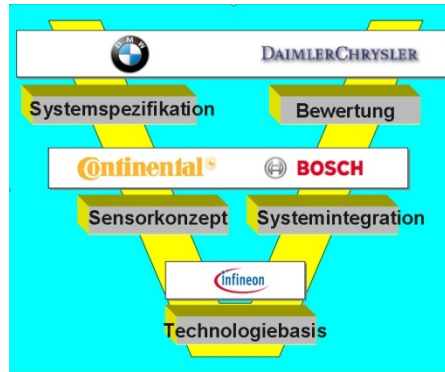 BMW
DAIMLERCHRYSLER
Systemspezifikation
Bewertung
Continental
BOSCH
Sensorkonzept
Systemintegration
infineon
Technologiebasis